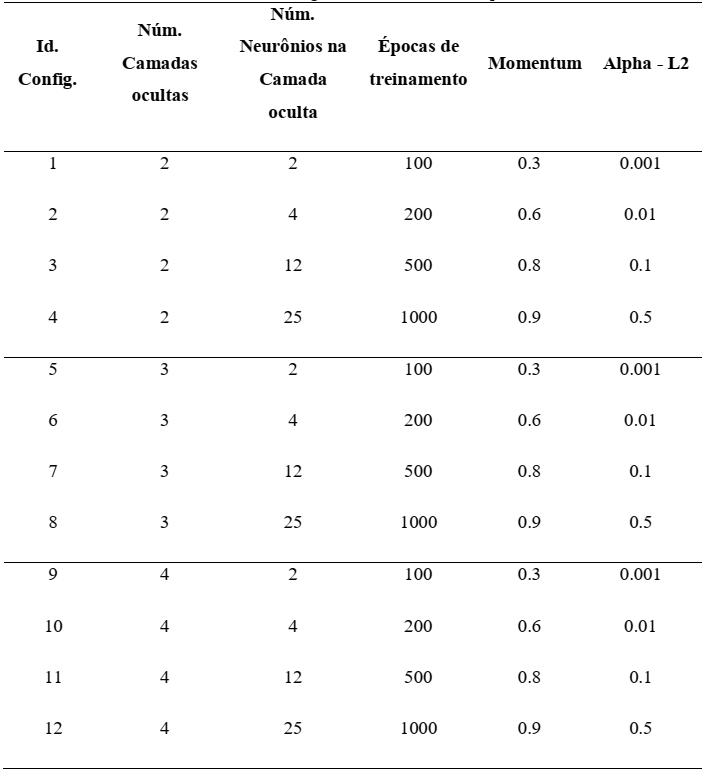 Id. Config. Núm. Camadas ocultas Núm. Neurônios na Camada oculta Épocas de treinamento Momentum Alpha - L2
1 2 2 100 0.3 0.001
2 2 4 200 0.6 0.01
3 2 12 500 0.8 0.1
4 2 25 1000 0.9 0.5
5 3 2 100 0.3 0.001
6 3 4 200 0.6 0.01
7 3 12 500 0.8 0.1
8 3 25 1000 0.9 0.5
9 4 2 100 0.3 0.001
10 4 4 200 0.6 0.01
11 4 12 500 0.8 0.1
12 4 25 1000 0.9 0.5